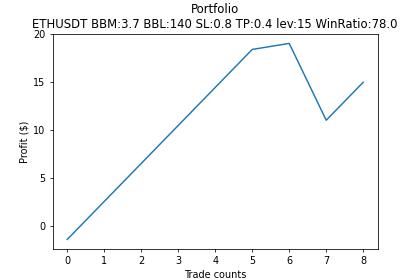 Portfolio
ETHUSDT BBM:3.7 BBL:140 SL:0.8 TP:0.4 lev:15 WinRatio:78.0
20
15
10
5
0
Profit ($)
0 1 2 3 4 5 6 7 8
Trade counts